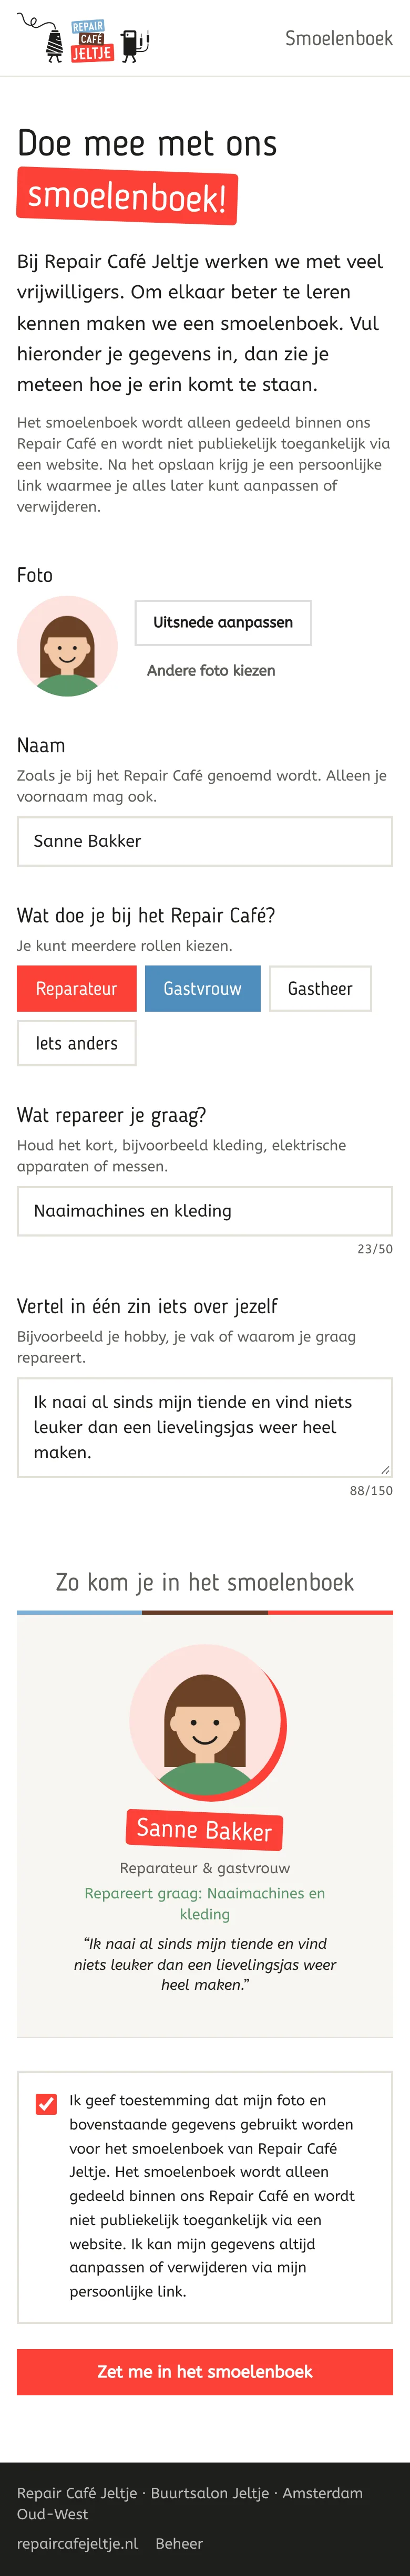 REPAIR
CAFÉ
JELTJE
Smoelenboek
Doe mee met ons
smoelenboek!
Bij Repair Café Jeltje werken we met veel
vrijwilligers. Om elkaar beter te leren
kennen maken we een smoelenboek. Vul
hieronder je gegevens in, dan zie je
meteen hoe je erin komt te staan.
Het smoelenboek wordt alleen gedeeld binnen ons
Repair Café en wordt niet publiekelijk toegankelijk via
een website. Na het opslaan krijg je een persoonlijke
link waarmee je alles later kunt aanpassen of
verwijderen.
Foto
Uitsnede aanpassen
Andere foto kiezen
Naam
Zoals je bij het Repair Café genoemd wordt. Alleen je
voornaam mag ook.
Sanne Bakker
Wat doe je bij het Repair Café?
Je kunt meerdere rollen kiezen.
Reparateur Gastvrouw Gastheer
Iets anders
Wat repareer je graag?
Houd het kort, bijvoorbeeld kleding, elektrische
apparaten of messen.
Naaimachines en kleding
23/50
Vertel in één zin iets over jezelf
Bijvoorbeeld je hobby, je vak of waarom je graag
repareert.
Ik naai al sinds mijn tiende en vind niets
leuker dan een lievelingsjas weer heel
maken.
88/150
Zo kom je in het smoelenboek
Sanne Bakker
Reparateur & gastvrouw
Repareert graag: Naaimachines en
kleding
“Ik naai al sinds mijn tiende en vind
niets leuker dan een lievelingsjas weer
heel maken.”
Ik geef toestemming dat mijn foto en
bovenstaande gegevens gebruikt worden
voor het smoelenboek van Repair Café
Jeltje. Het smoelenboek wordt alleen
gedeeld binnen ons Repair Café en wordt
niet publiekelijk toegankelijk via een
website. Ik kan mijn gegevens altijd
aanpassen of verwijderen via mijn
persoonlijke link.
Zet me in het smoelenboek
Repair Café Jeltje · Buurtsalon Jeltje · Amsterdam
Oud-West
repaircafejeltje.nl Beheer